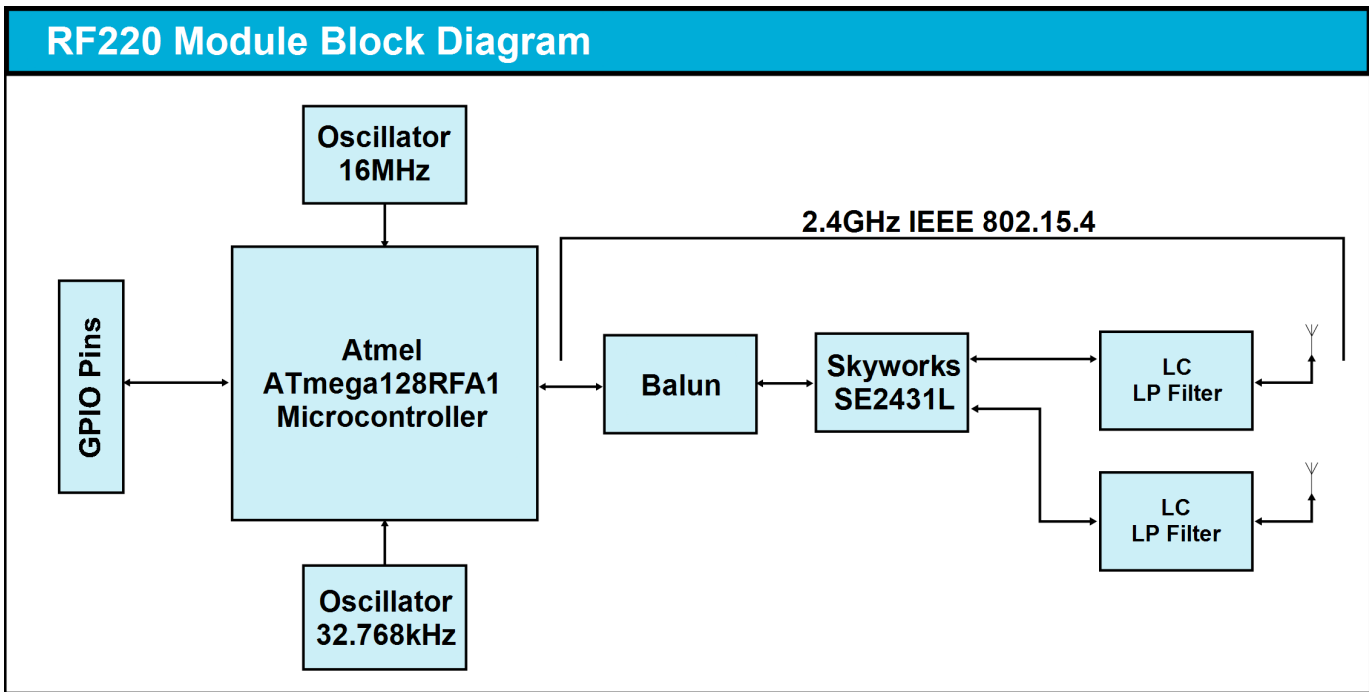 RF220 Module Block Diagram
Oscillator
16MHz
2.4GHz IEEE 802.15.4
GPIO Pins
Atmel
ATmega128RFA1
Microcontroller
Balun
Skyworks
SE2431L
LC
LP Filter
LC
LP Filter
Oscillator
32.768kHz